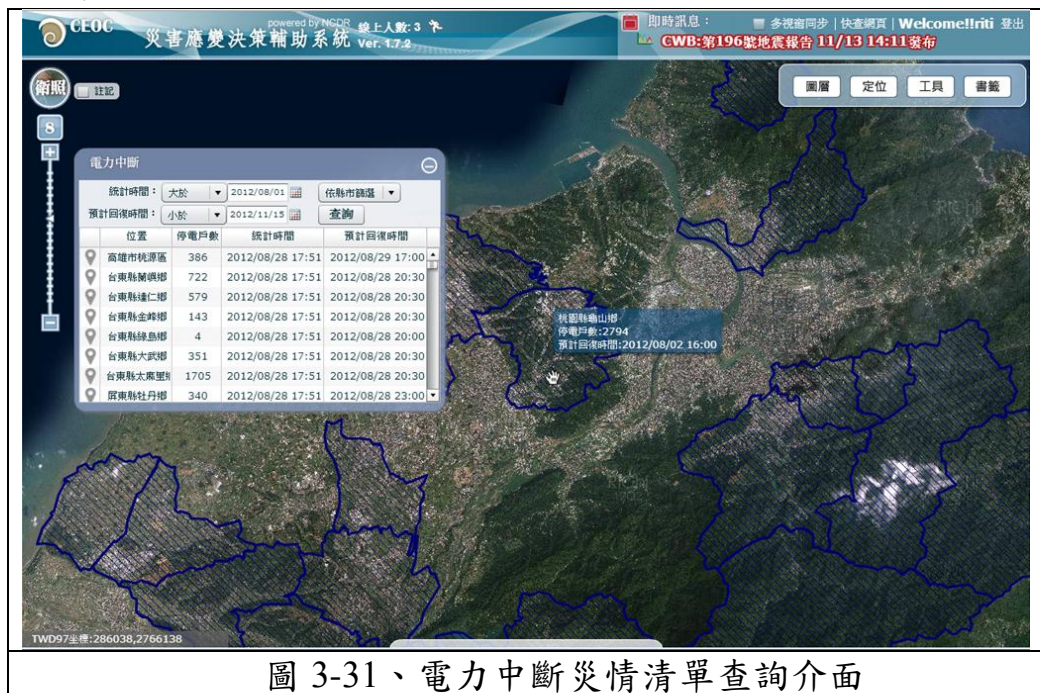 CEOC 災害應變決策輔助系統 powered by NCDR Ver. 1.7.2 線上人數: 3
即時訊息： 多視窗同步 | 快查網頁 | Welcome!!riti 登出
CWB:第196號地震報告 11/13 14:11發布
衛照 註記
圖層 定位 工具 書籤
8
電力中斷
統計時間： 大於 2012/08/01 依縣市篩選
預計回復時間： 小於 2012/11/15 查詢
位置 停電戶數 統計時間 預計回復時間
高雄市桃源區 386 2012/08/28 17:51 2012/08/29 17:00
台東縣蘭嶼鄉 722 2012/08/28 17:51 2012/08/28 20:30
台東縣達仁鄉 579 2012/08/28 17:51 2012/08/28 20:30
台東縣金峰鄉 143 2012/08/28 17:51 2012/08/28 20:30
台東縣綠島鄉 4 2012/08/28 17:51 2012/08/28 20:00
台東縣大武鄉 351 2012/08/28 17:51 2012/08/28 20:30
台東縣太麻里 1705 2012/08/28 17:51 2012/08/28 20:30
屏東縣牡丹鄉 340 2012/08/28 17:51 2012/08/28 23:00
桃園縣龜山鄉
停電戶數:2794
預計回復時間:2012/08/02 16:00
TWD97坐標:286038,2766138
圖 3-31、電力中斷災情清單查詢介面